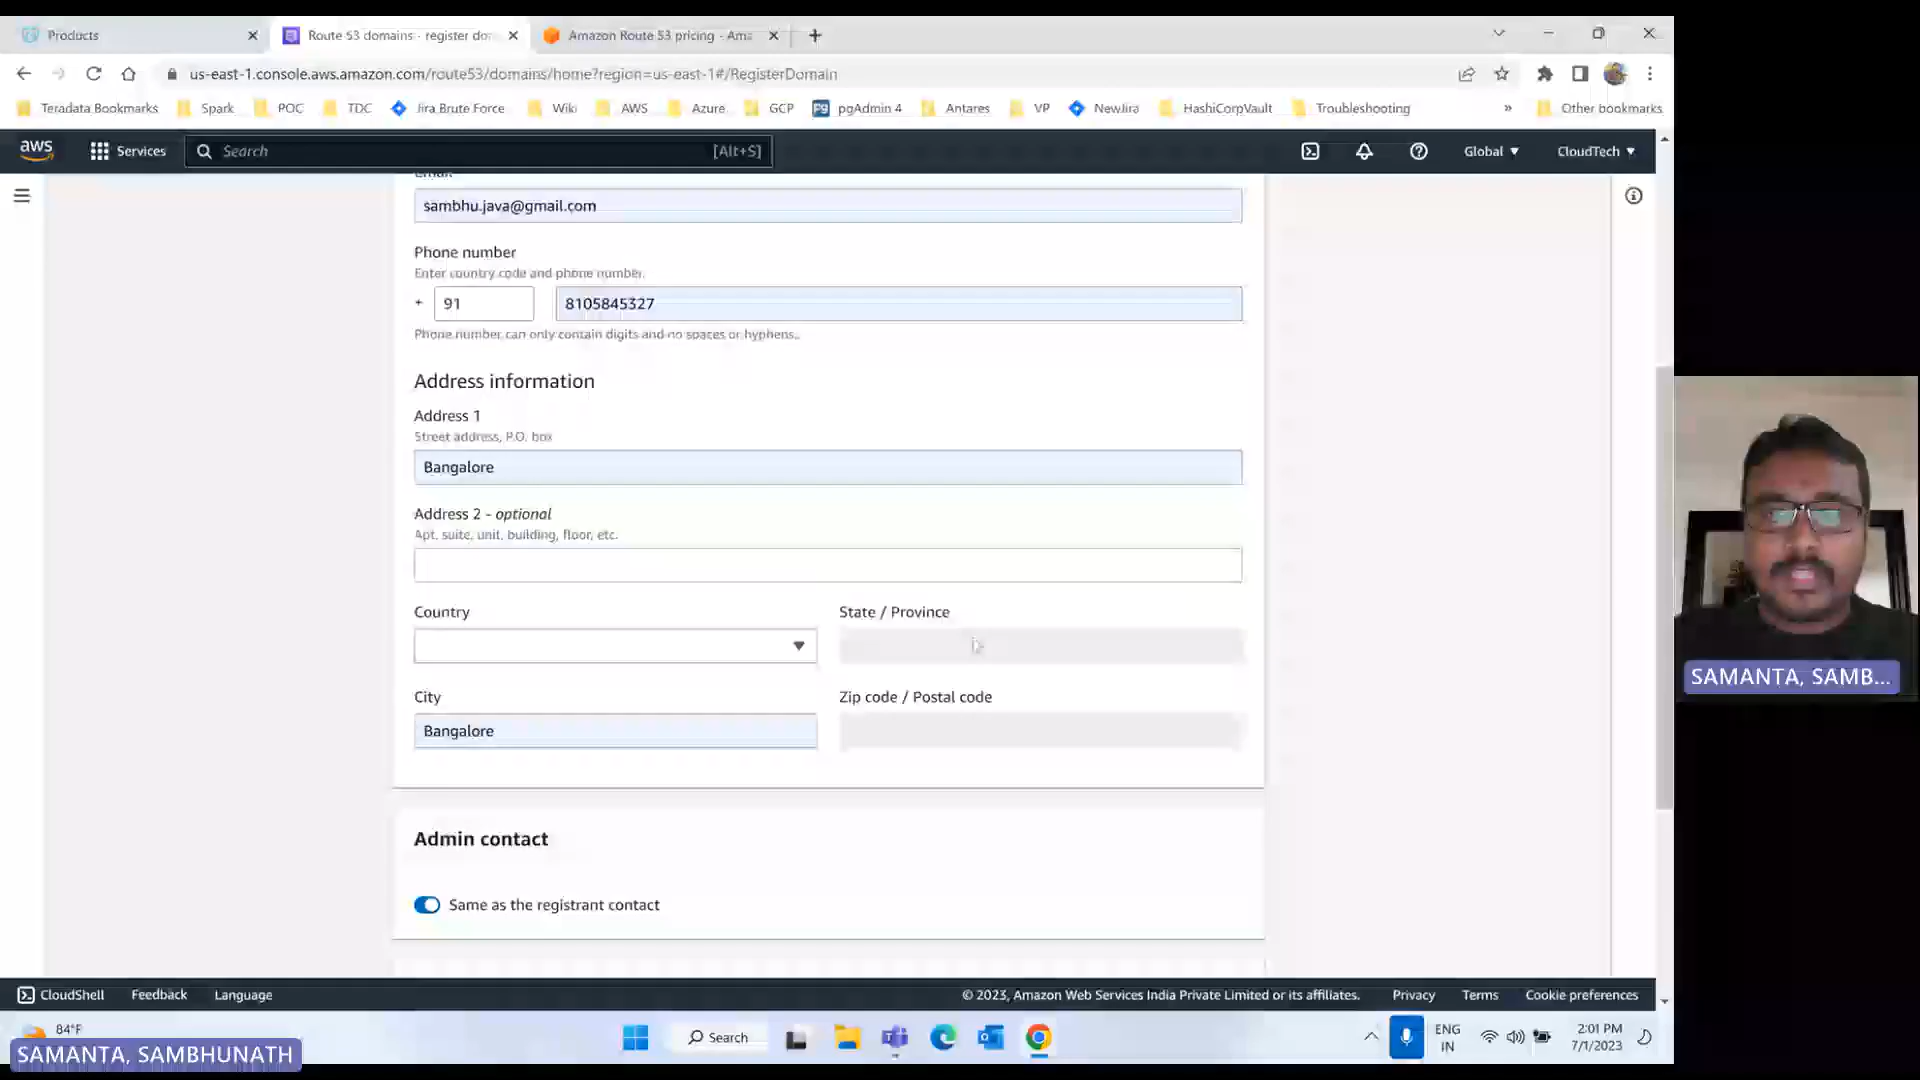 Products
Route 53 domains - register dom
Amazon Route 53 pricing - Ama
us-east-1.console.aws.amazon.com/route53/domains/home?region=us-east-1#/RegisterDomain
Teradata Bookmarks Spark POC TDC Jira Brute Force Wiki AWS Azure GCP pgAdmin 4 Antares VP NewJira HashiCorpVault Troubleshooting » Other bookmarks
aws Services Search [Alt+S] Global CloudTech
Email
sambhu.java@gmail.com
Phone number
Enter country code and phone number.
+ 91 8105845327
Phone number can only contain digits and no spaces or hyphens.
Address information
Address 1
Street address, P.O. box
Bangalore
Address 2 - optional
Apt, suite, unit, building, floor, etc.
Country State / Province
City Zip code / Postal code
Bangalore
Admin contact
Same as the registrant contact
CloudShell Feedback Language © 2023, Amazon Web Services India Private Limited or its affiliates. Privacy Terms Cookie preferences
84°F
Search
ENG
IN
2:01 PM
7/1/2023
SAMANTA, SAMBHUNATH
SAMANTA, SAMB...